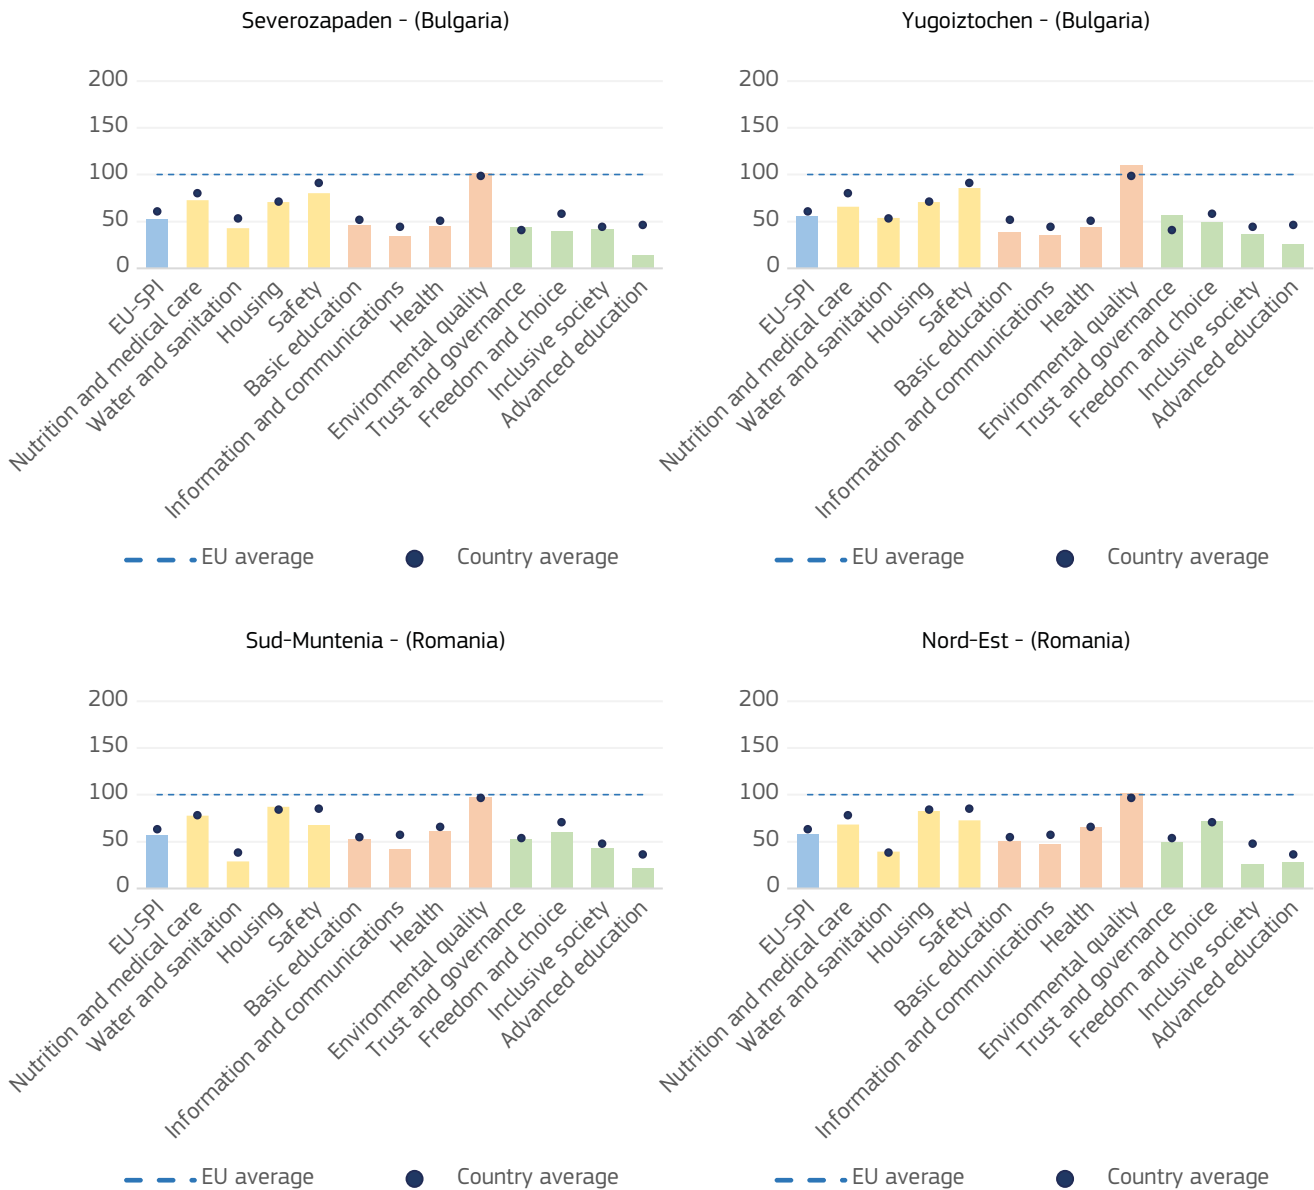 Severozapaden - (Bulgaria)
200
150
100
50
0
EU-SPI
Nutrition and medical care
Water and sanitation
Housing
Safety
Basic education
Information and communications
Health
Environmental quality
Trust and governance
Freedom and choice
Inclusive society
Advanced education
EU average
Country average
Yugoiztochen - (Bulgaria)
200
150
100
50
0
EU-SPI
Nutrition and medical care
Water and sanitation
Housing
Safety
Basic education
Information and communications
Health
Environmental quality
Trust and governance
Freedom and choice
Inclusive society
Advanced education
EU average
Country average
Sud-Muntenia - (Romania)
200
150
100
50
0
EU-SPI
Nutrition and medical care
Water and sanitation
Housing
Safety
Basic education
Information and communications
Health
Environmental quality
Trust and governance
Freedom and choice
Inclusive society
Advanced education
EU average
Country average
Nord-Est - (Romania)
200
150
100
50
0
EU-SPI
Nutrition and medical care
Water and sanitation
Housing
Safety
Basic education
Information and communications
Health
Environmental quality
Trust and governance
Freedom and choice
Inclusive society
Advanced education
EU average
Country average